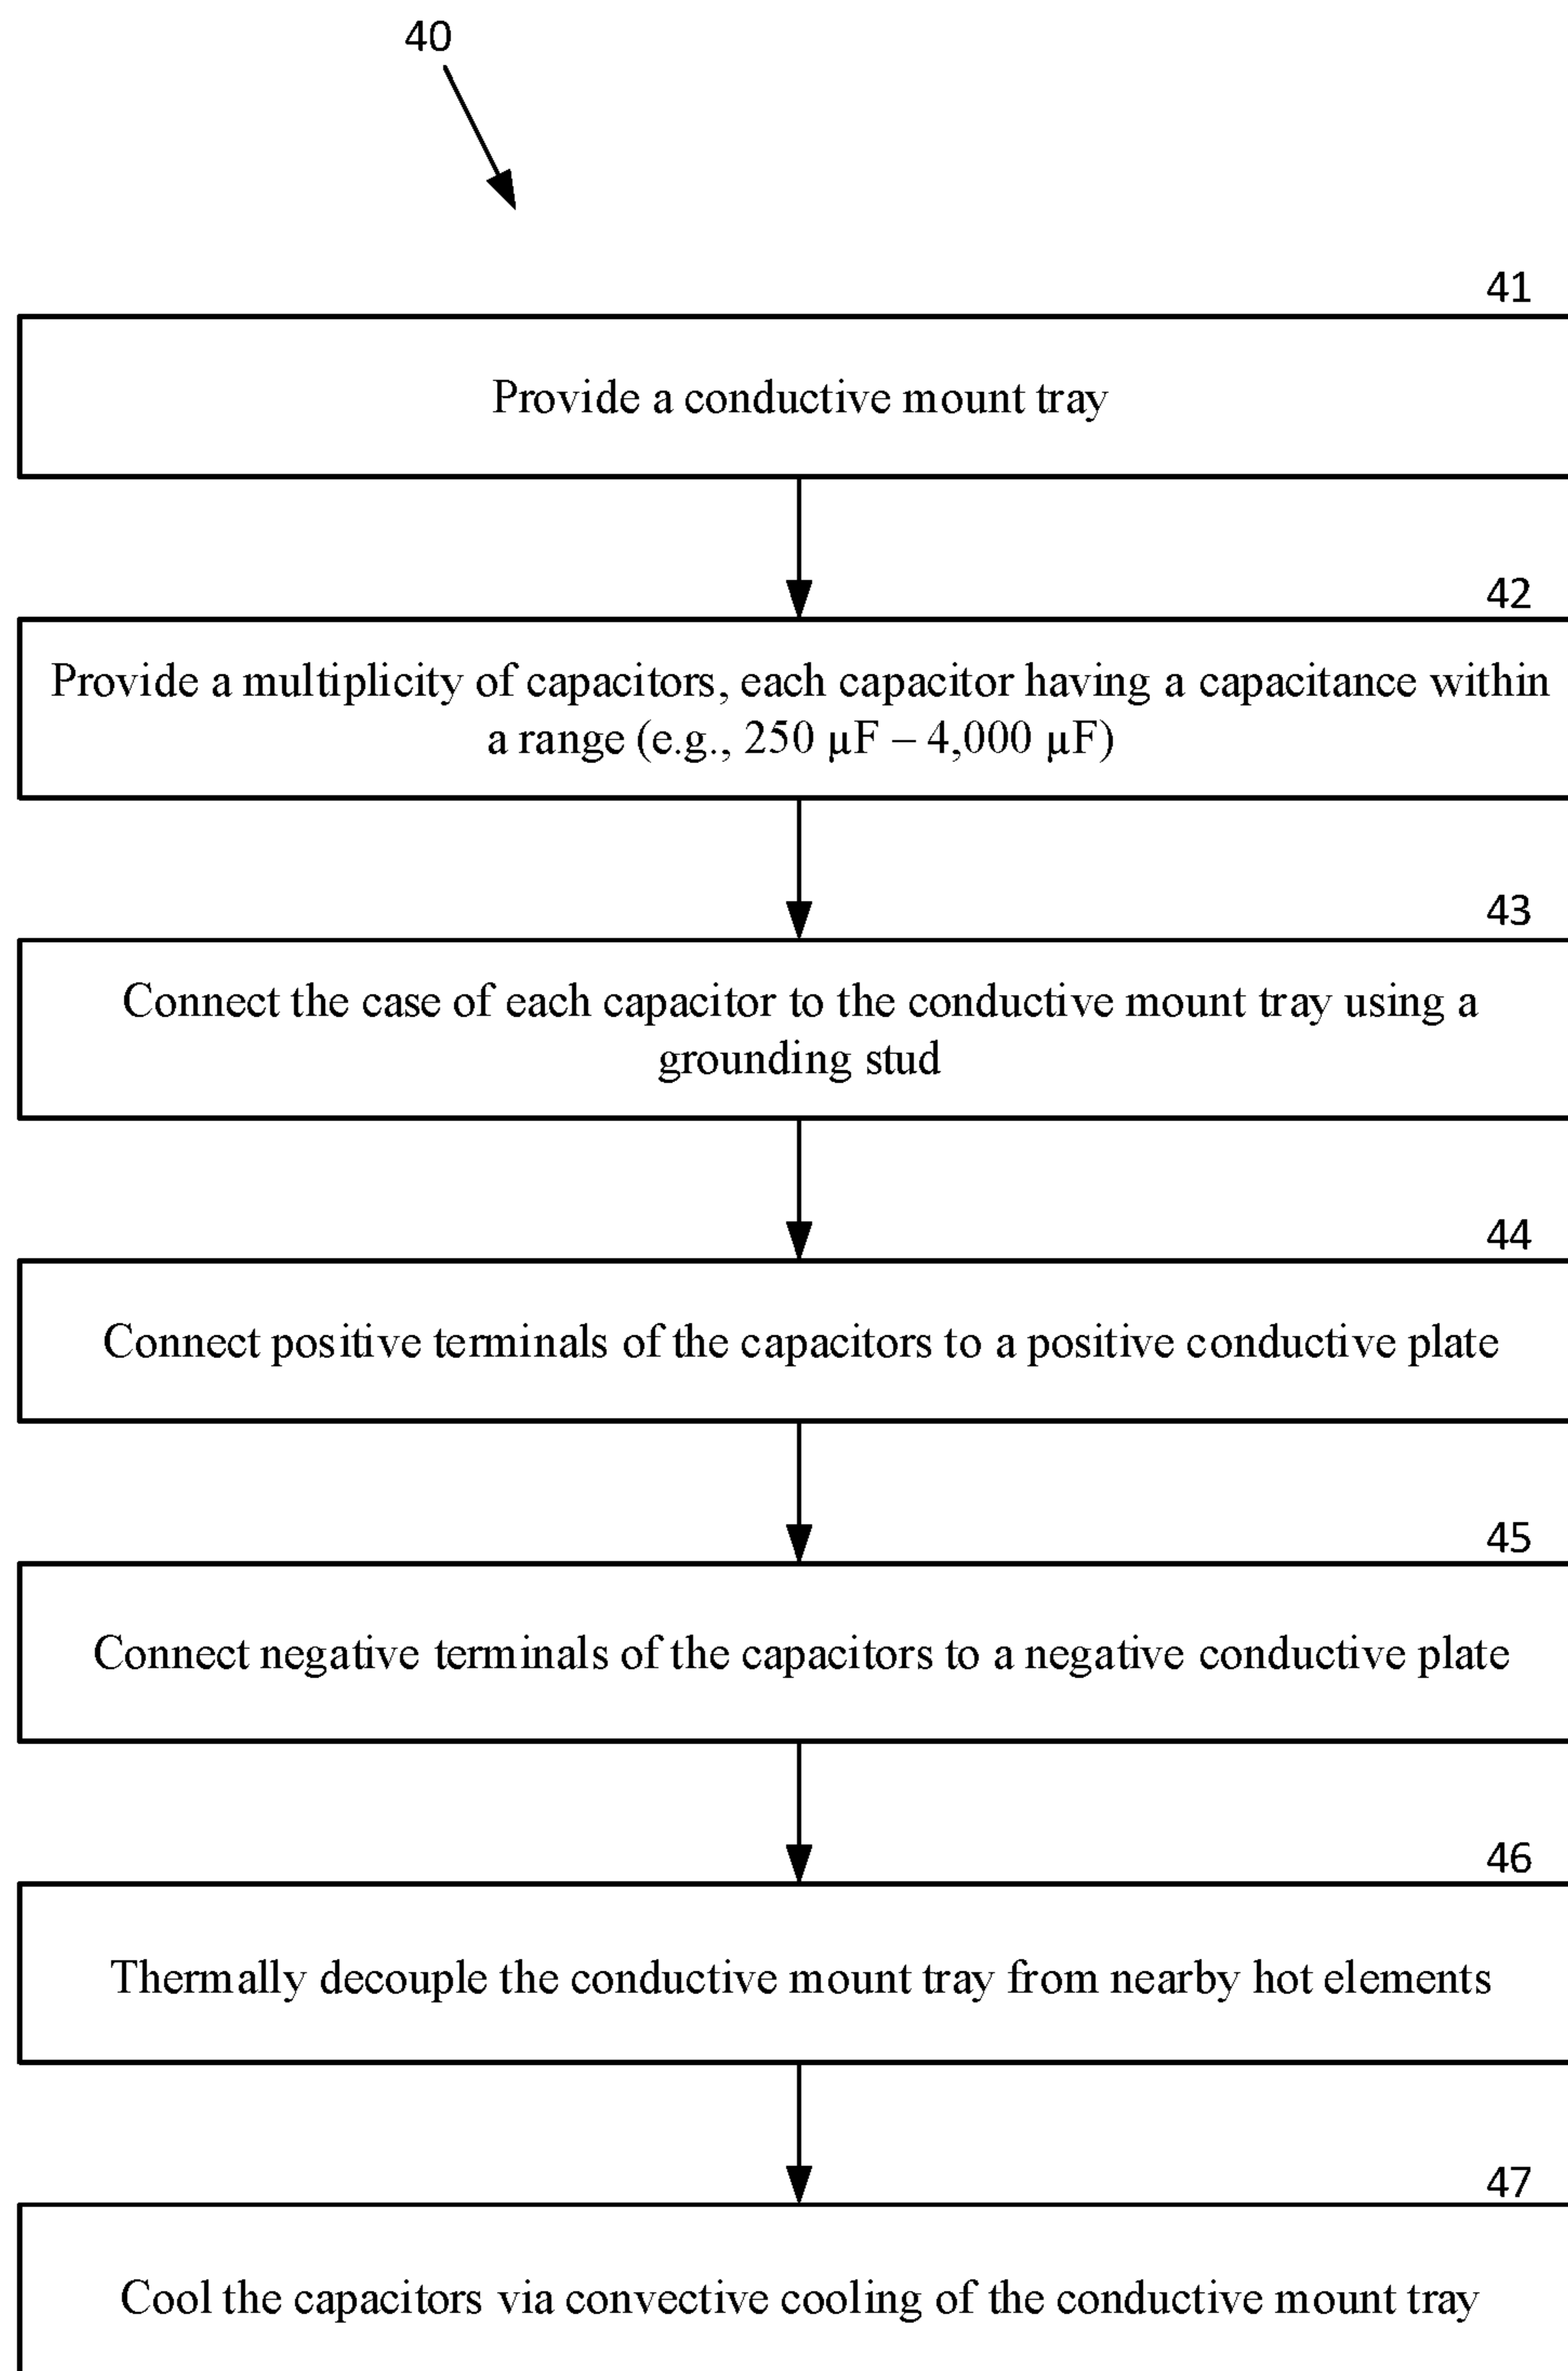 40
41
Provide a conductive mount tray
42
Provide a multiplicity of capacitors, each capacitor having a capacitance within
a range (e.g., 250 µF – 4,000 µF)
43
Connect the case of each capacitor to the conductive mount tray using a
grounding stud
44
Connect positive terminals of the capacitors to a positive conductive plate
45
Connect negative terminals of the capacitors to a negative conductive plate
46
Thermally decouple the conductive mount tray from nearby hot elements
47
Cool the capacitors via convective cooling of the conductive mount tray